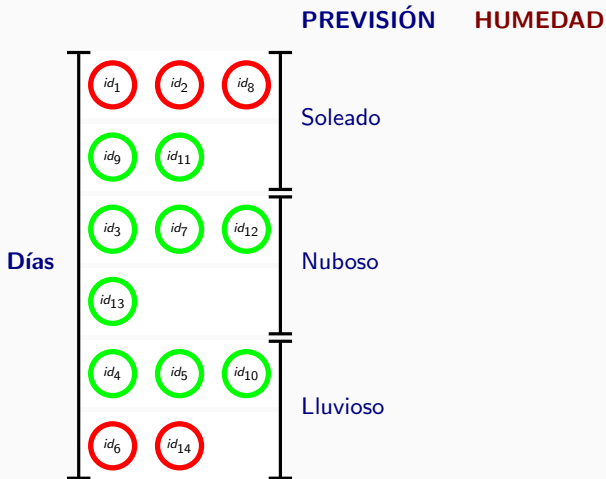 PREVISIÓN HUMEDAD
id1 id2 id8
Soleado
id9 id11
id3 id7 id12
Días
Nuboso
id13
id4 id5 id10
Lluvioso
id6 id14